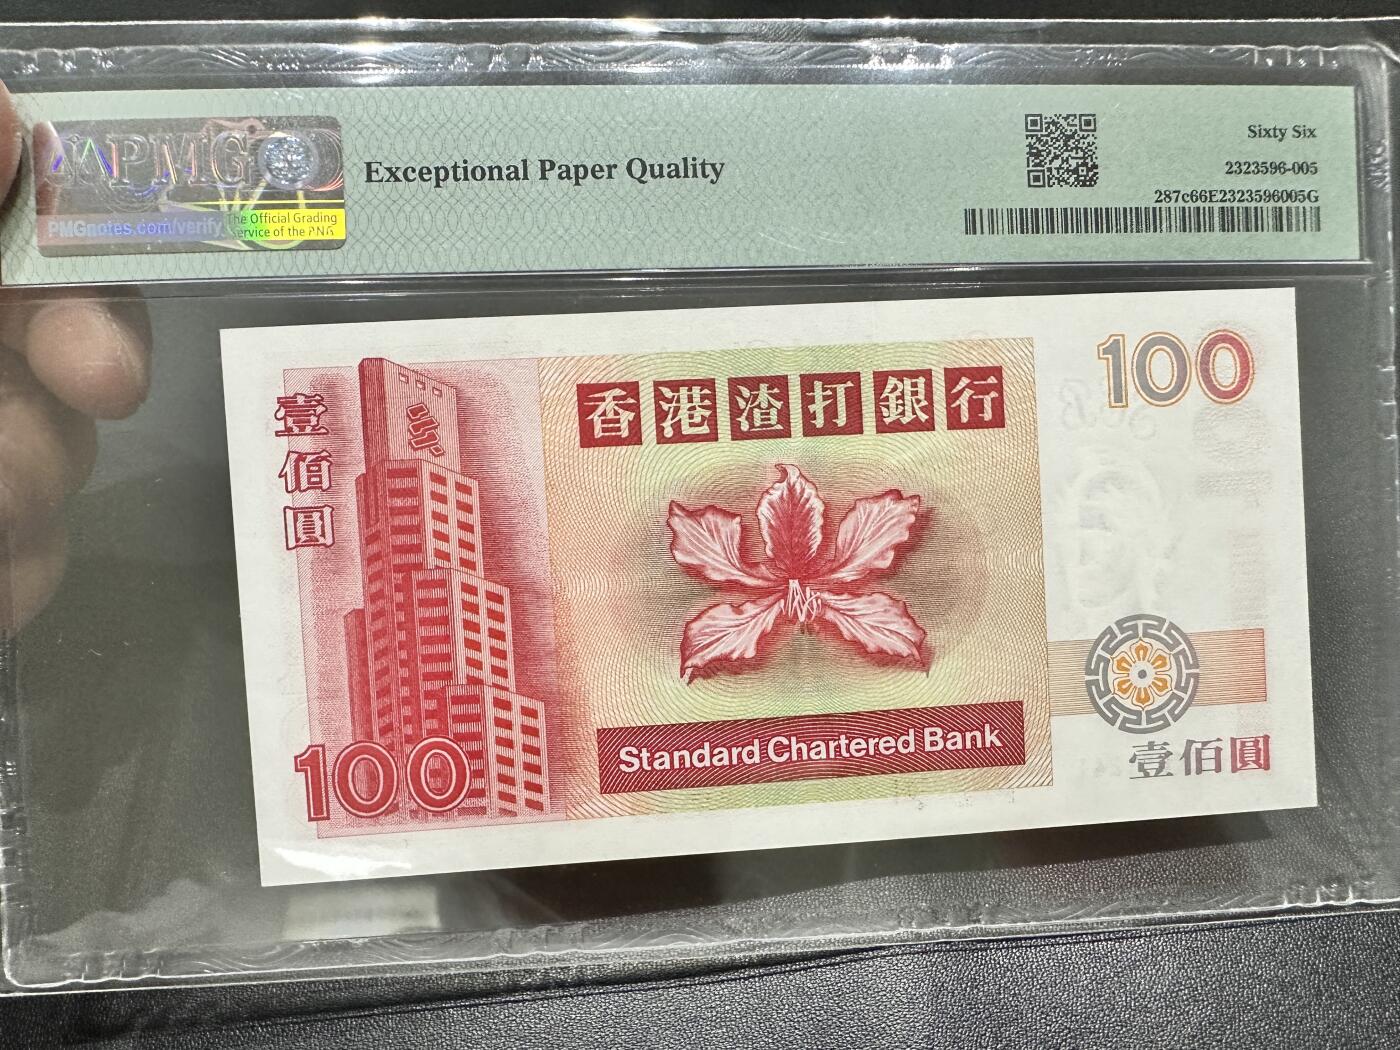 PMG
PMGnotes.com/verify
The Official Grading
Service of the PNG
Exceptional Paper Quality
Sixty Six
2323596-005
287c66E2323596005G
壹佰圓
香港渣打銀行
100
Standard Chartered Bank
100
壹佰圓